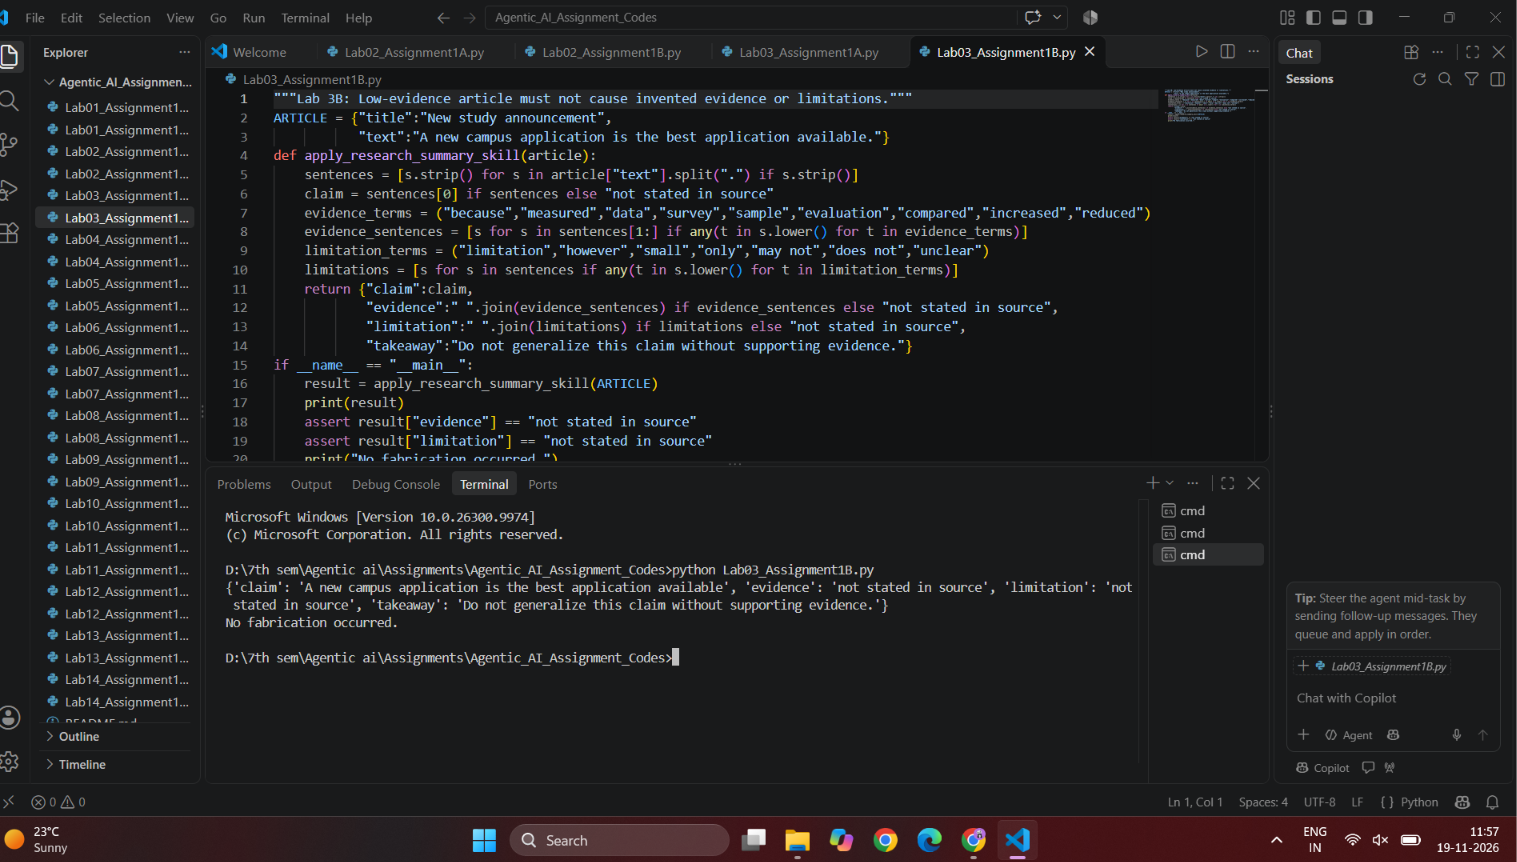 File Edit Selection View Go Run Terminal Help
Agentic_AI_Assignment_Codes
Explorer
Agentic_AI_Assignmen...
Lab01_Assignment1...
Lab01_Assignment1...
Lab02_Assignment1...
Lab02_Assignment1...
Lab03_Assignment1...
Lab03_Assignment1...
Lab04_Assignment1...
Lab04_Assignment1...
Lab05_Assignment1...
Lab05_Assignment1...
Lab06_Assignment1...
Lab06_Assignment1...
Lab07_Assignment1...
Lab07_Assignment1...
Lab08_Assignment1...
Lab08_Assignment1...
Lab09_Assignment1...
Lab09_Assignment1...
Lab10_Assignment1...
Lab10_Assignment1...
Lab11_Assignment1...
Lab11_Assignment1...
Lab12_Assignment1...
Lab12_Assignment1...
Lab13_Assignment1...
Lab13_Assignment1...
Lab14_Assignment1...
Lab14_Assignment1...
README.md
Outline
Timeline
Welcome Lab02_Assignment1A.py Lab02_Assignment1B.py Lab03_Assignment1A.py Lab03_Assignment1B.py
Lab03_Assignment1B.py
1 """Lab 3B: Low-evidence article must not cause invented evidence or limitations."""
2 ARTICLE = {"title":"New study announcement",
3 "text":"A new campus application is the best application available."}
4 def apply_research_summary_skill(article):
5 sentences = [s.strip() for s in article["text"].split(".") if s.strip()]
6 claim = sentences[0] if sentences else "not stated in source"
7 evidence_terms = ("because","measured","data","survey","sample","evaluation","compared","increased","reduced")
8 evidence_sentences = [s for s in sentences[1:] if any(t in s.lower() for t in evidence_terms)]
9 limitation_terms = ("limitation","however","small","only","may not","does not","unclear")
10 limitations = [s for s in sentences if any(t in s.lower() for t in limitation_terms)]
11 return {"claim":claim,
12 "evidence":" ".join(evidence_sentences) if evidence_sentences else "not stated in source",
13 "limitation":" ".join(limitations) if limitations else "not stated in source",
14 "takeaway":"Do not generalize this claim without supporting evidence."}
15 if __name__ == "__main__":
16 result = apply_research_summary_skill(ARTICLE)
17 print(result)
18 assert result["evidence"] == "not stated in source"
19 assert result["limitation"] == "not stated in source"
20 print("No fabrication occurred.")
Problems Output Debug Console Terminal Ports
Microsoft Windows [Version 10.0.26300.9974]
(c) Microsoft Corporation. All rights reserved.
D:\7th sem\Agentic ai\Assignments\Agentic_AI_Assignment_Codes>python Lab03_Assignment1B.py
{'claim': 'A new campus application is the best application available', 'evidence': 'not stated in source', 'limitation': 'not
stated in source', 'takeaway': 'Do not generalize this claim without supporting evidence.'}
No fabrication occurred.
D:\7th sem\Agentic ai\Assignments\Agentic_AI_Assignment_Codes>
cmd
cmd
cmd
Chat
Sessions
Tip: Steer the agent mid-task by
sending follow-up messages. They
queue and apply in order.
Lab03_Assignment1B.py
Chat with Copilot
Agent
Copilot
0 0
Ln 1, Col 1 Spaces: 4 UTF-8 LF { } Python
23°C
Sunny
Search
ENG
IN
11:57
19-11-2026